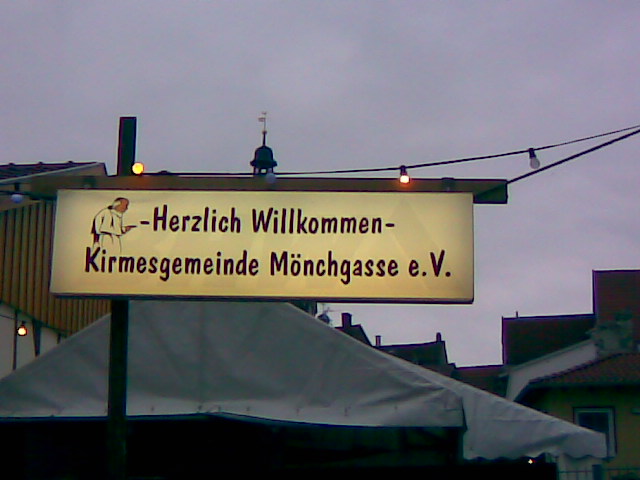 -Herzlich Willkommen-
Kirmesgemeinde Mönchgasse e.V.